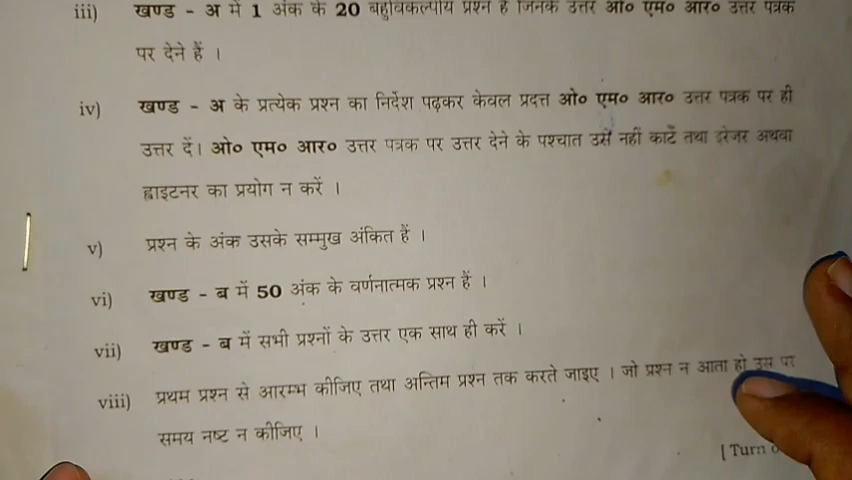 iii) खण्ड - अ में 1 अंक के 20 बहुविकल्पीय प्रश्न हैं जिनके उत्तर ओ० एम० आर० उत्तर पत्रक
पर देने हैं ।
iv) खण्ड - अ के प्रत्येक प्रश्न का निर्देश पढ़कर केवल प्रदत्त ओ० एम० आर० उत्तर पत्रक पर ही
उत्तर दें। ओ० एम० आर० उत्तर पत्रक पर उत्तर देने के पश्चात उसे नहीं काटें तथा इरेजर अथवा
ह्वाइटनर का प्रयोग न करें ।
v) प्रश्न के अंक उसके सम्मुख अंकित हैं ।
vi) खण्ड - ब में 50 अंक के वर्णनात्मक प्रश्न हैं ।
vii) खण्ड - ब में सभी प्रश्नों के उत्तर एक साथ ही करें ।
viii) प्रथम प्रश्न से आरम्भ कीजिए तथा अन्तिम प्रश्न तक करते जाइए । जो प्रश्न न आता हो उस पर
समय नष्ट न कीजिए ।
[ Turn